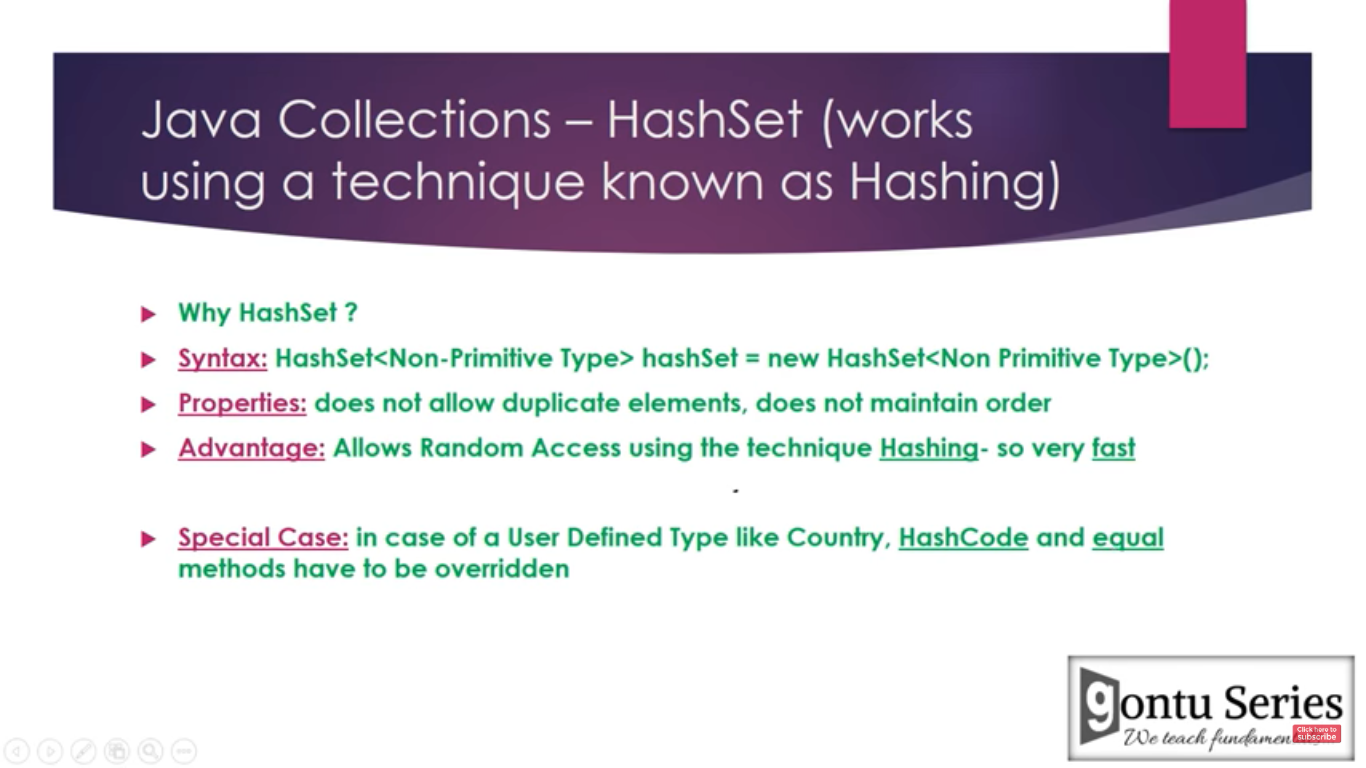 Java Collections – HashSet (works
using a technique known as Hashing)
Why HashSet ?
Syntax: HashSet<Non-Primitive Type> hashSet = new HashSet<Non Primitive Type>();
Properties: does not allow duplicate elements, does not maintain order
Advantage: Allows Random Access using the technique Hashing- so very fast
Special Case: in case of a User Defined Type like Country, HashCode and equal
methods have to be overridden
gontu Series
We teach
Click here to
subscribe